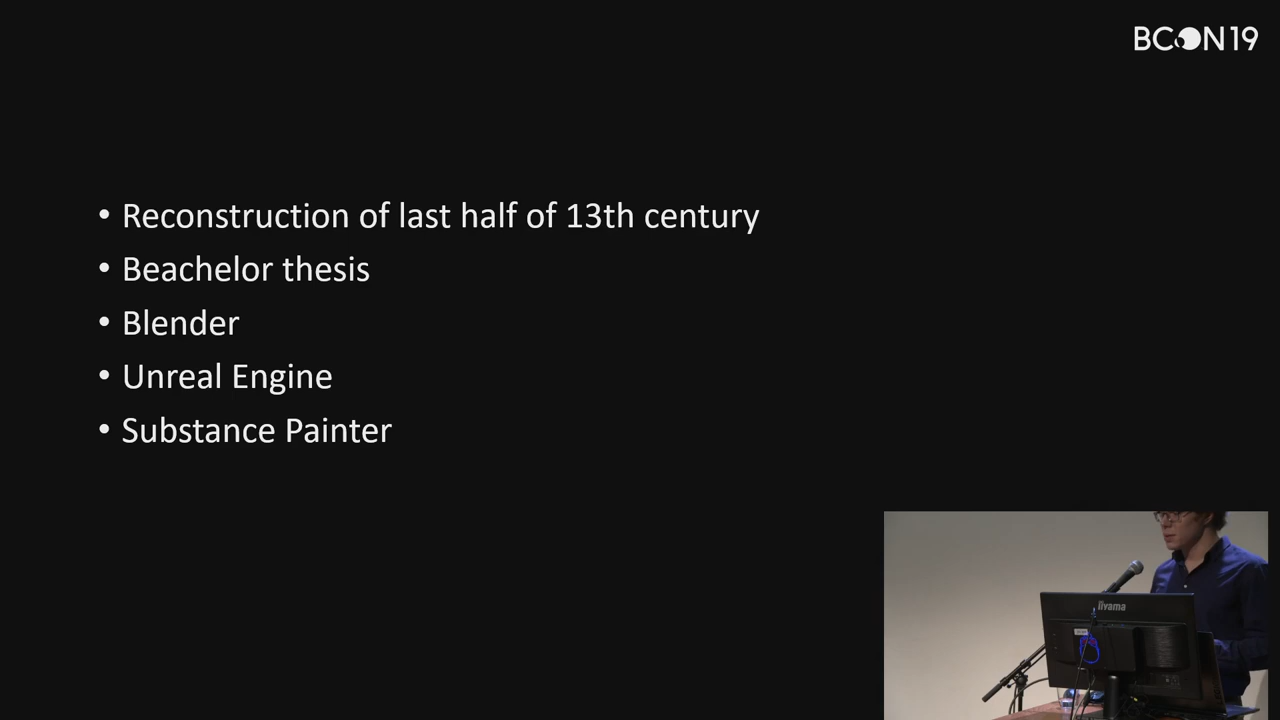 BCON19
• Reconstruction of last half of 13th century
• Beachelor thesis
• Blender
• Unreal Engine
• Substance Painter
iiyama